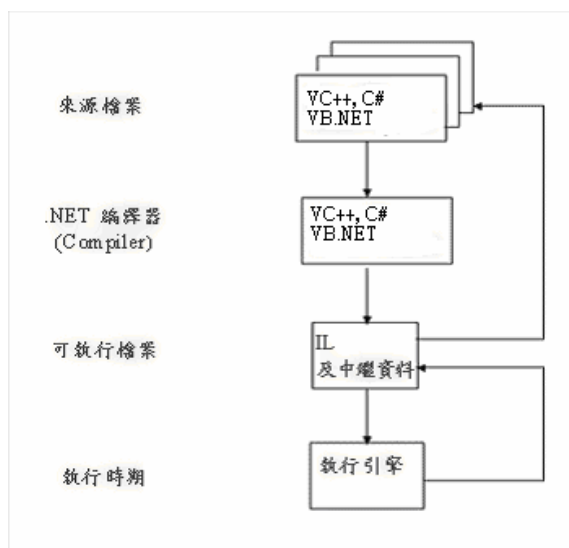 來源檔案
VC++, C#
VB.NET
.NET 編譯器
(Compiler)
VC++, C#
VB.NET
可執行檔案
IL
及中繼資料
執行時期
執行引擎